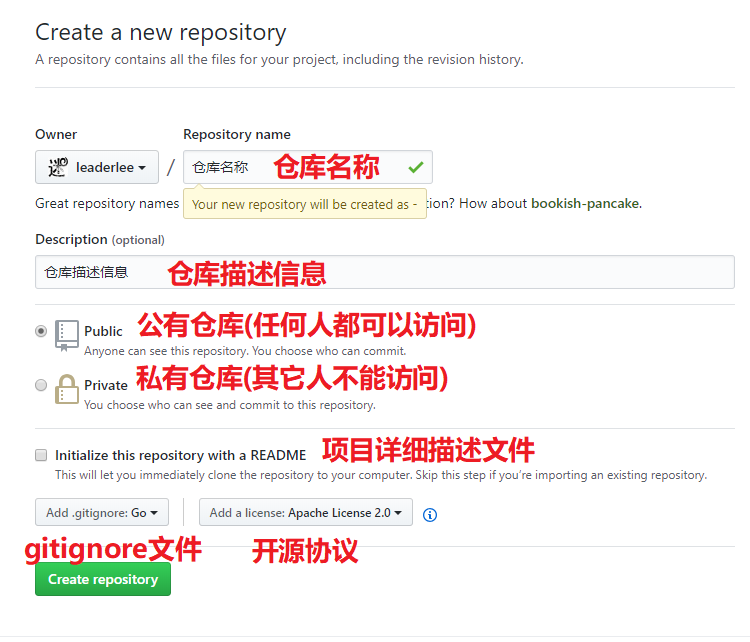 Create a new repository
A repository contains all the files for your project, including the revision history.
Owner
Repository name
leaderlee / 仓库名称 仓库名称
Your new repository will be created as -
Great repository names tion? How about bookish-pancake.
Description (optional)
仓库描述信息 仓库描述信息
Public 公有仓库(任何人都可以访问)
Anyone can see this repository. You choose who can commit.
Private 私有仓库(其它人不能访问)
You choose who can see and commit to this repository.
Initialize this repository with a README 项目详细描述文件
This will let you immediately clone the repository to your computer. Skip this step if you’re importing an existing repository.
Add .gitignore: Go Add a license: Apache License 2.0
gitignore文件 开源协议
Create repository